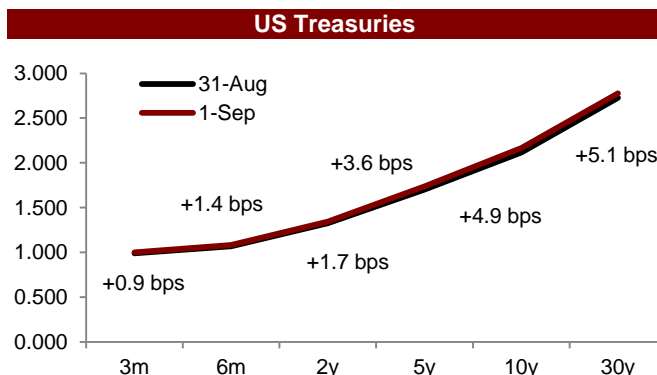 US Treasuries
3.000
2.500
2.000
1.500
1.000
0.500
0.000
31-Aug
1-Sep
+0.9 bps
+1.4 bps
+1.7 bps
+3.6 bps
+4.9 bps
+5.1 bps
3m 6m 2y 5y 10y 30y